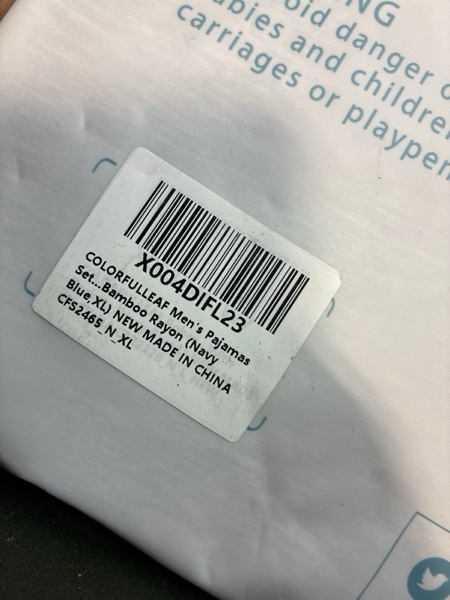 NG
oid danger o
abies and children
carriages or playpen
X004DIFL23
COLORFULLEAF Men's Pajamas
Set...Bamboo Rayon (Navy
Blue,XL) NEW MADE IN CHINA
CFS2465_N_XL